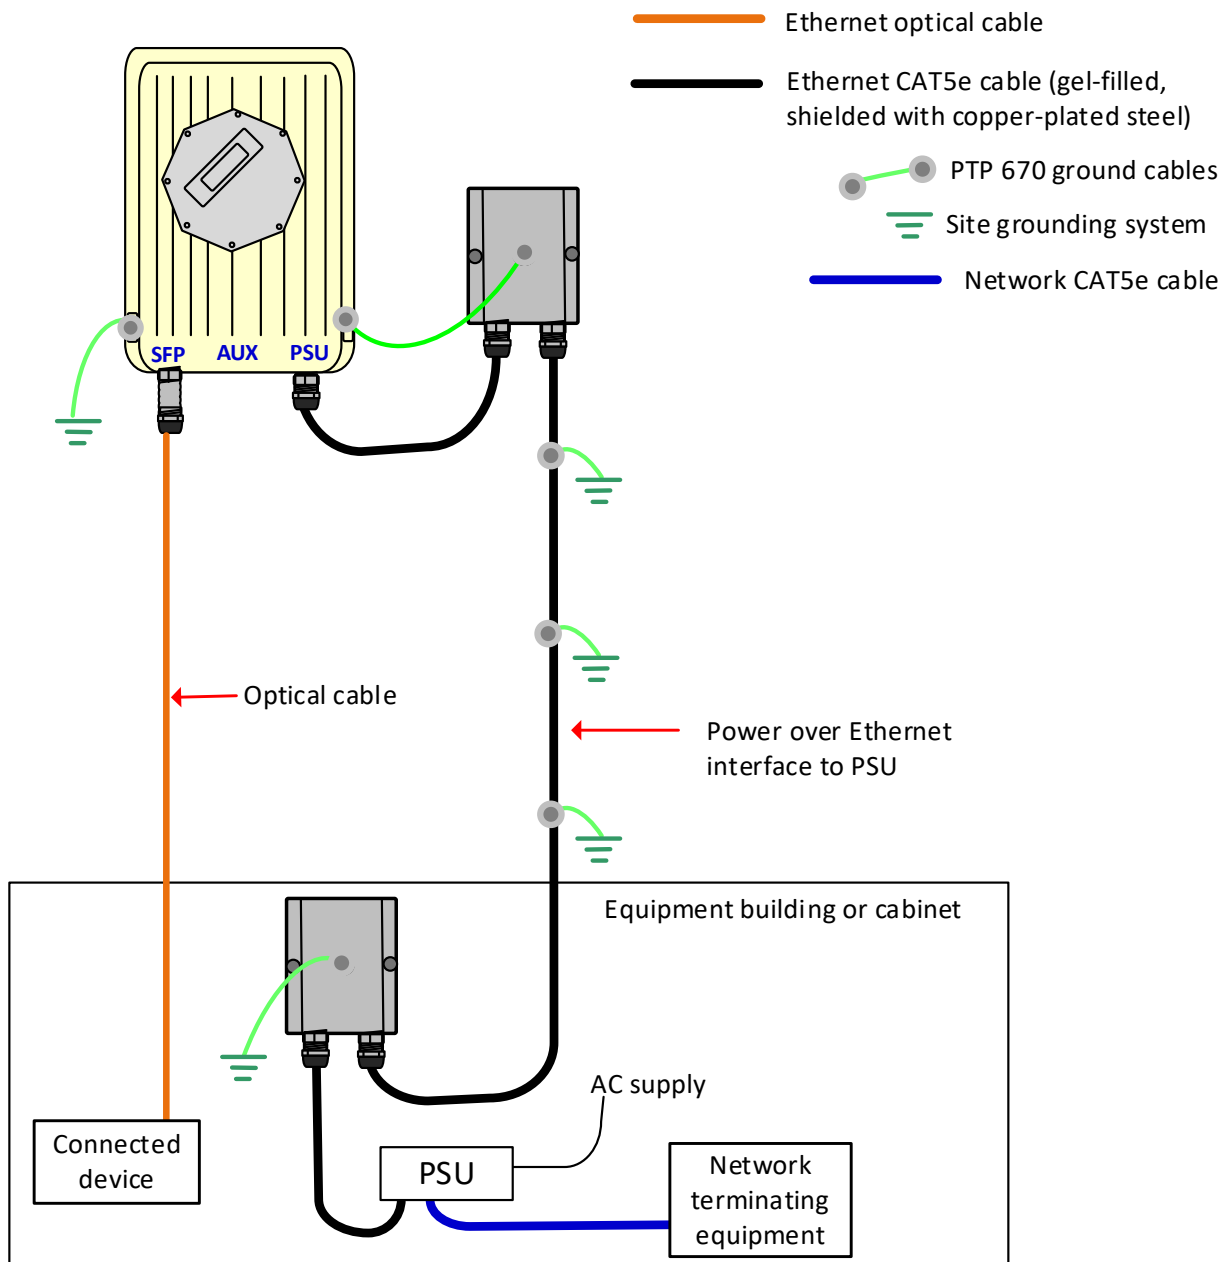 Ethernet optical cable
Ethernet CAT5e cable (gel-filled,
shielded with copper-plated steel)
PTP 670 ground cables
Site grounding system
Network CAT5e cable
SFP AUX PSU
Optical cable
Power over Ethernet
interface to PSU
Equipment building or cabinet
AC supply
Connected
device
PSU
Network
terminating
equipment